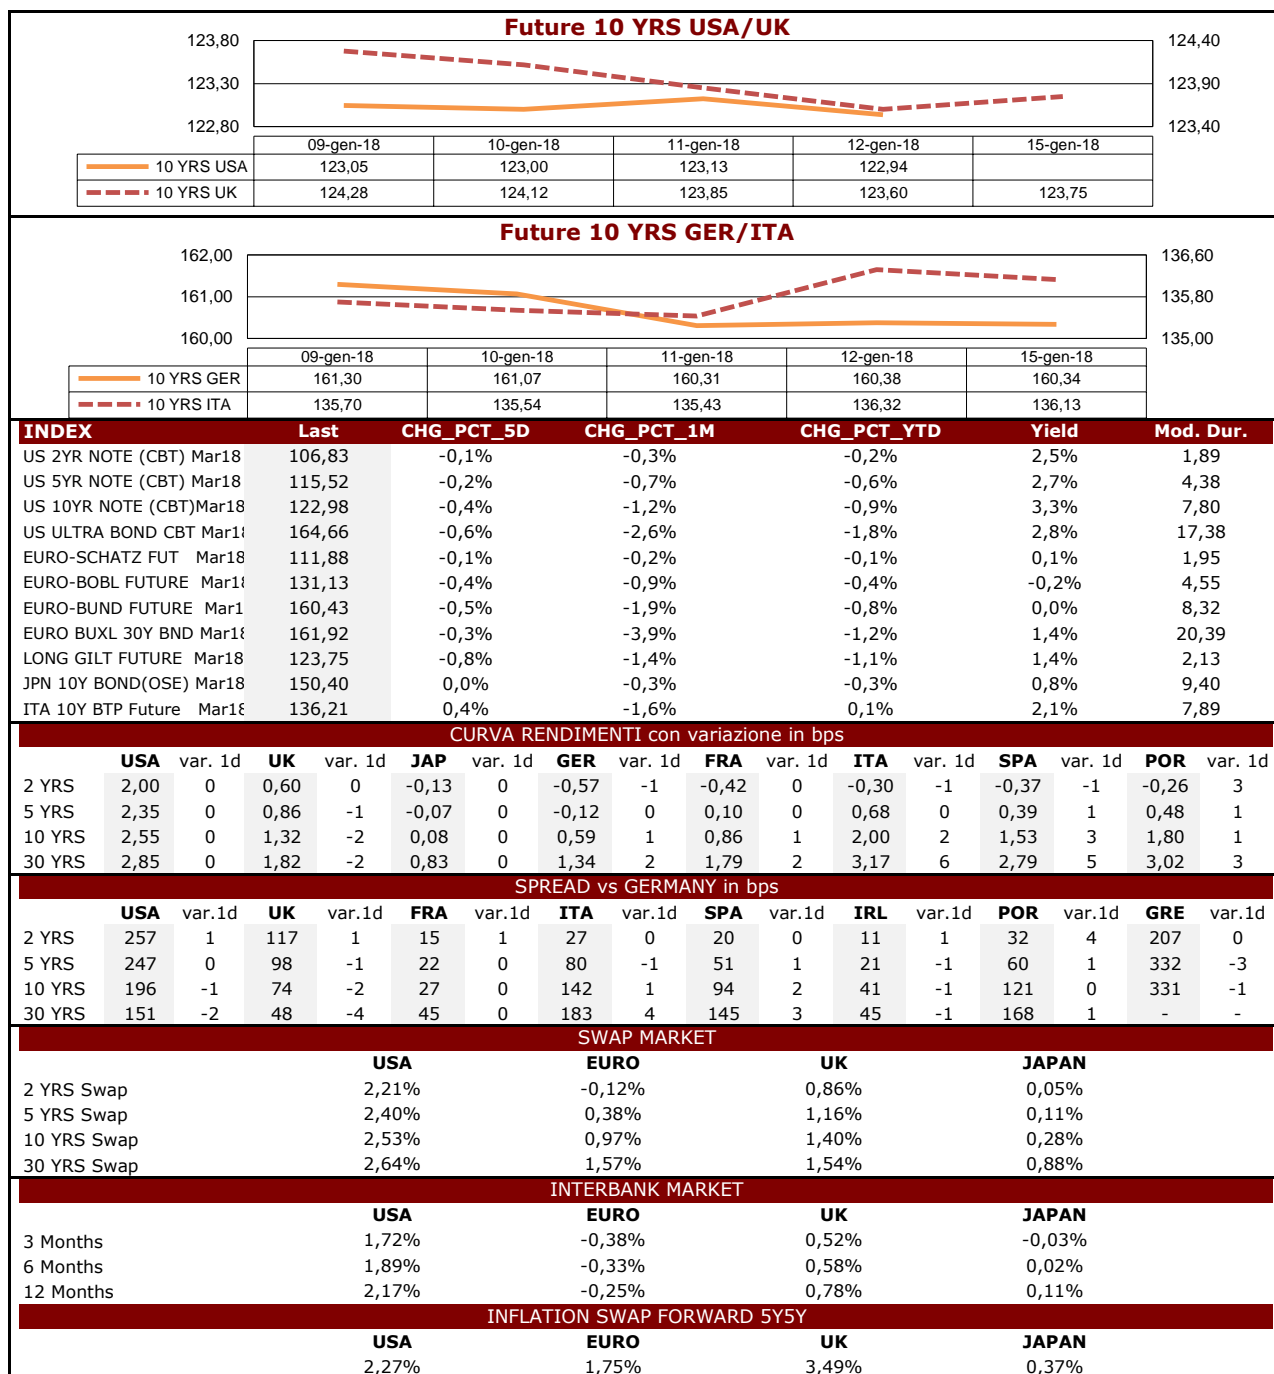 Future 10 YRS USA/UK
123,80 124,40
123,30 123,90
122,80 123,40
09-gen-18 10-gen-18 11-gen-18 12-gen-18 15-gen-18
10 YRS USA 123,05 123,00 123,13 122,94
10 YRS UK 124,28 124,12 123,85 123,60 123,75
Future 10 YRS GER/ITA
162,00 136,60
161,00 135,80
160,00 135,00
09-gen-18 10-gen-18 11-gen-18 12-gen-18 15-gen-18
10 YRS GER 161,30 161,07 160,31 160,38 160,34
10 YRS ITA 135,70 135,54 135,43 136,32 136,13
INDEX Last CHG_PCT_5D CHG_PCT_1M CHG_PCT_YTD Yield Mod. Dur.
US 2YR NOTE (CBT) Mar18 106,83 -0,1% -0,3% -0,2% 2,5% 1,89
US 5YR NOTE (CBT) Mar18 115,52 -0,2% -0,7% -0,6% 2,7% 4,38
US 10YR NOTE (CBT)Mar18 122,98 -0,4% -1,2% -0,9% 3,3% 7,80
US ULTRA BOND CBT Mar18 164,66 -0,6% -2,6% -1,8% 2,8% 17,38
EURO-SCHATZ FUT Mar18 111,88 -0,1% -0,2% -0,1% 0,1% 1,95
EURO-BOBL FUTURE Mar18 131,13 -0,4% -0,9% -0,4% -0,2% 4,55
EURO-BUND FUTURE Mar1 160,43 -0,5% -1,9% -0,8% 0,0% 8,32
EURO BUXL 30Y BND Mar18 161,92 -0,3% -3,9% -1,2% 1,4% 20,39
LONG GILT FUTURE Mar18 123,75 -0,8% -1,4% -1,1% 1,4% 2,13
JPN 10Y BOND(OSE) Mar18 150,40 0,0% -0,3% -0,3% 0,8% 9,40
ITA 10Y BTP Future Mar18 136,21 0,4% -1,6% 0,1% 2,1% 7,89
CURVA RENDIMENTI con variazione in bps
USA var. 1d UK var. 1d JAP var. 1d GER var. 1d FRA var. 1d ITA var. 1d SPA var. 1d POR var. 1d
2 YRS 2,00 0 0,60 0 -0,13 0 -0,57 -1 -0,42 0 -0,30 -1 -0,37 -1 -0,26 3
5 YRS 2,35 0 0,86 -1 -0,07 0 -0,12 0 0,10 0 0,68 0 0,39 1 0,48 1
10 YRS 2,55 0 1,32 -2 0,08 0 0,59 1 0,86 1 2,00 2 1,53 3 1,80 1
30 YRS 2,85 0 1,82 -2 0,83 0 1,34 2 1,79 2 3,17 6 2,79 5 3,02 3
SPREAD vs GERMANY in bps
USA var.1d UK var.1d FRA var.1d ITA var.1d SPA var.1d IRL var.1d POR var.1d GRE var.1d
2 YRS 257 1 117 1 15 1 27 0 20 0 11 1 32 4 207 0
5 YRS 247 0 98 -1 22 0 80 -1 51 1 21 -1 60 1 332 -3
10 YRS 196 -1 74 -2 27 0 142 1 94 2 41 -1 121 0 331 -1
30 YRS 151 -2 48 -4 45 0 183 4 145 3 45 -1 168 1 - -
SWAP MARKET
USA EURO UK JAPAN
2 YRS Swap 2,21% -0,12% 0,86% 0,05%
5 YRS Swap 2,40% 0,38% 1,16% 0,11%
10 YRS Swap 2,53% 0,97% 1,40% 0,28%
30 YRS Swap 2,64% 1,57% 1,54% 0,88%
INTERBANK MARKET
USA EURO UK JAPAN
3 Months 1,72% -0,38% 0,52% -0,03%
6 Months 1,89% -0,33% 0,58% 0,02%
12 Months 2,17% -0,25% 0,78% 0,11%
INFLATION SWAP FORWARD 5Y5Y
USA EURO UK JAPAN
2,27% 1,75% 3,49% 0,37%